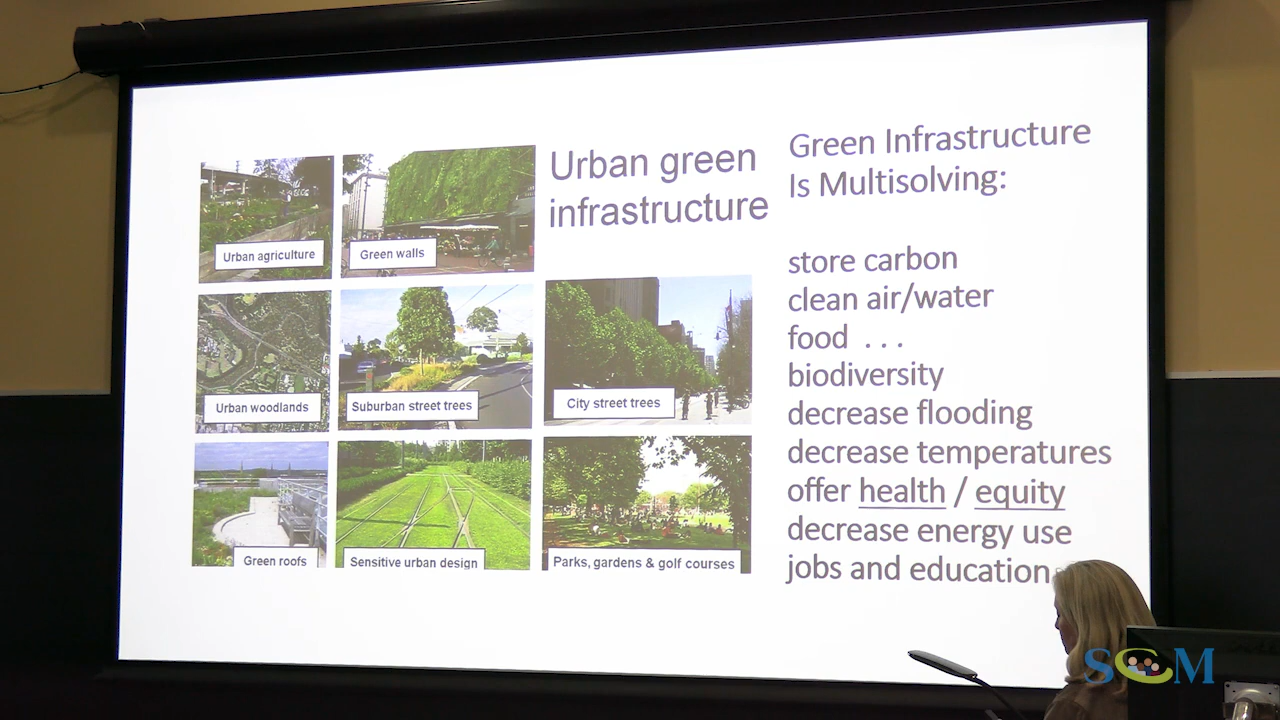 Urban green
infrastructure
Urban agriculture
Green walls
Urban woodlands
Suburban street trees
City street trees
Green roofs
Sensitive urban design
Parks, gardens & golf courses
Green Infrastructure
Is Multisolving:
store carbon
clean air/water
food . . .
biodiversity
decrease flooding
decrease temperatures
offer health / equity
decrease energy use
jobs and education
SCM